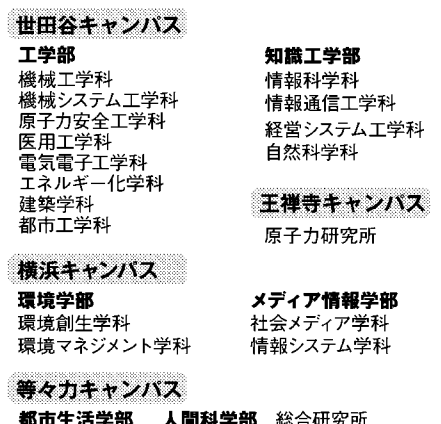 世田谷キャンパス
工学部
機械工学科
機械システム工学科
原子力安全工学科
医用工学科
電気電子工学科
エネルギー化学科
建築学科
都市工学科
知識工学部
情報科学科
情報通信工学科
経営システム工学科
自然科学科
王禅寺キャンパス
原子力研究所
横浜キャンパス
環境学部
環境創生学科
環境マネジメント学科
メディア情報学部
社会メディア学科
情報システム学科
等々力キャンパス
都市生活学部 人間科学部 総合研究所